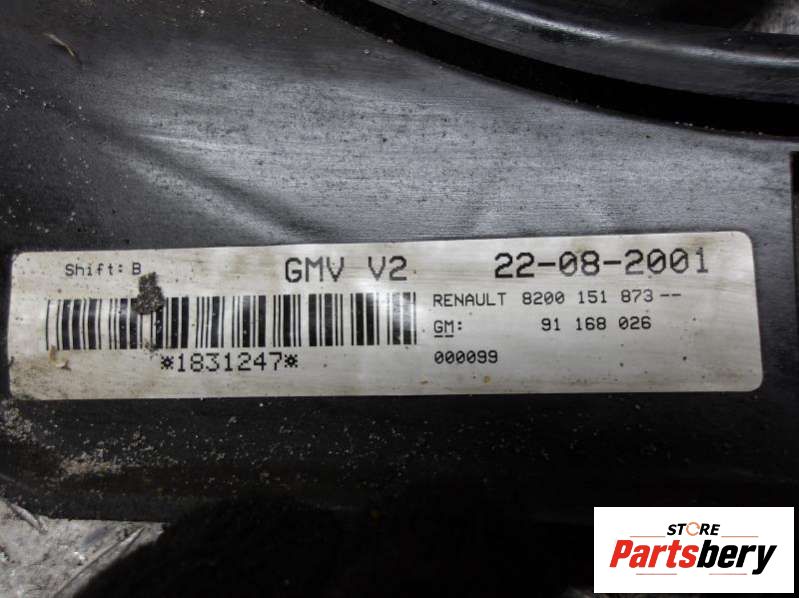 Shift: B GMV V2 22-08-2001
RENAULT 8200 151 873--
GM: 91 168 026
*1831247* 000099
STORE
Partsbery